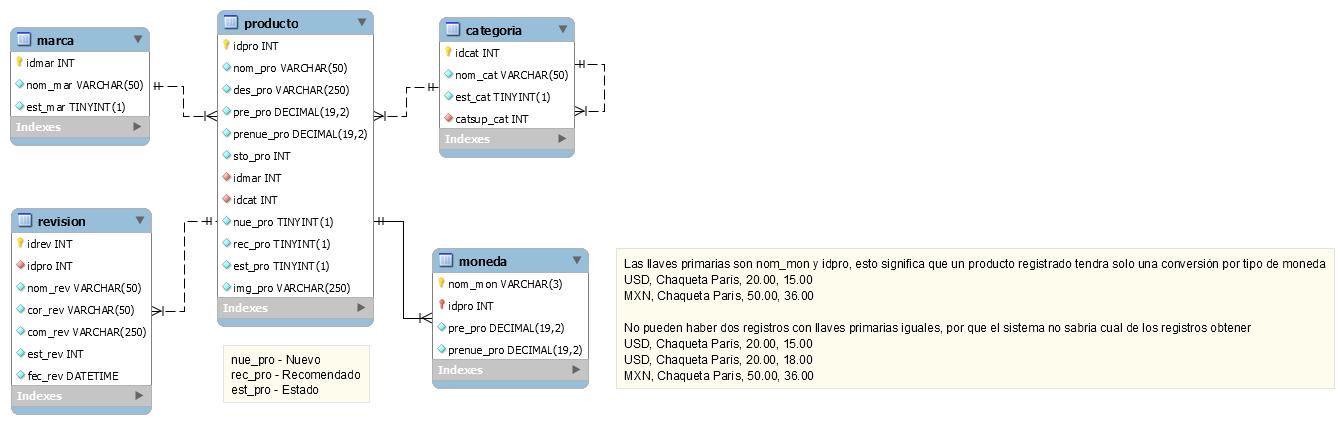 marca
idmar INT
nom_mar VARCHAR(50)
est_mar TINYINT(1)
Indexes
producto
idpro INT
nom_pro VARCHAR(50)
des_pro VARCHAR(250)
pre_pro DECIMAL(19,2)
prenue_pro DECIMAL(19,2)
sto_pro INT
idmar INT
idcat INT
nue_pro TINYINT(1)
rec_pro TINYINT(1)
est_pro TINYINT(1)
img_pro VARCHAR(250)
Indexes
categoria
idcat INT
nom_cat VARCHAR(50)
est_cat TINYINT(1)
catsup_cat INT
Indexes
revision
idrev INT
idpro INT
nom_rev VARCHAR(50)
cor_rev VARCHAR(50)
com_rev VARCHAR(250)
est_rev INT
fec_rev DATETIME
Indexes
moneda
nom_mon VARCHAR(3)
idpro INT
pre_pro DECIMAL(19,2)
prenue_pro DECIMAL(19,2)
Indexes
nue_pro - Nuevo
rec_pro - Recomendado
est_pro - Estado
Las llaves primarias son nom_mon y idpro, esto significa que un producto registrado tendra solo una conversión por tipo de moneda
USD, Chaqueta París, 20.00, 15.00
MXN, Chaqueta París, 50.00, 36.00
No pueden haber dos registros con llaves primarias iguales, por que el sistema no sabría cual de los registros obtener
USD, Chaqueta París, 20.00, 15.00
USD, Chaqueta París, 20.00, 18.00
MXN, Chaqueta París, 50.00, 36.00